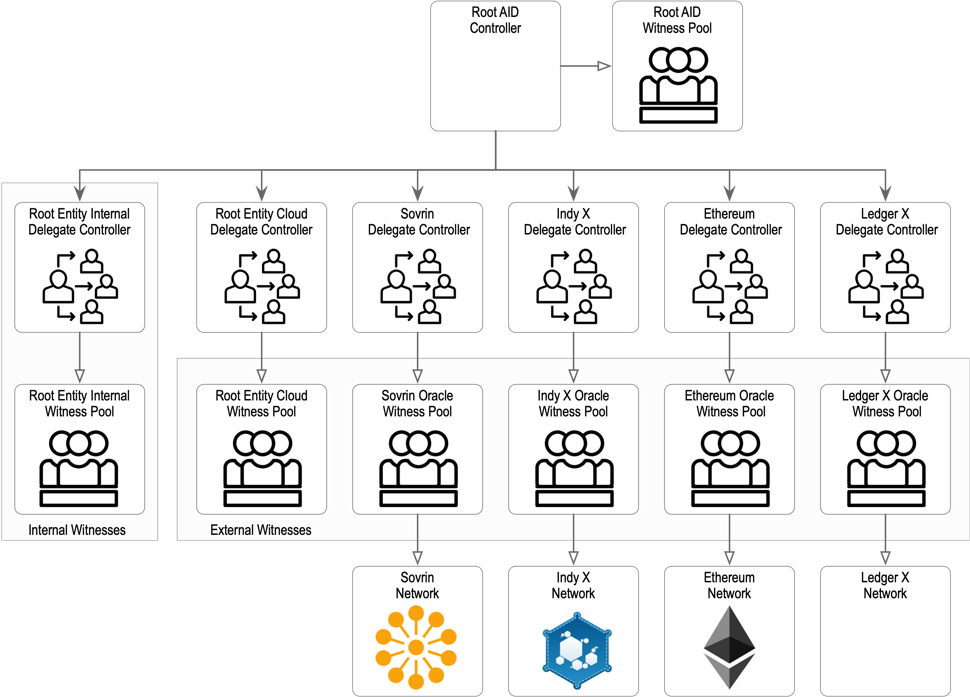 Root AID
Controller
Root AID
Witness Pool
Root Entity Internal
Delegate Controller
Root Entity Cloud
Delegate Controller
Sovrin
Delegate Controller
Indy X
Delegate Controller
Ethereum
Delegate Controller
Ledger X
Delegate Controller
Root Entity Internal
Witness Pool
Root Entity Cloud
Witness Pool
Sovrin Oracle
Witness Pool
Indy X Oracle
Witness Pool
Ethereum Oracle
Witness Pool
Ledger X Oracle
Witness Pool
Internal Witnesses
External Witnesses
Sovrin
Network
Indy X
Network
Ethereum
Network
Ledger X
Network